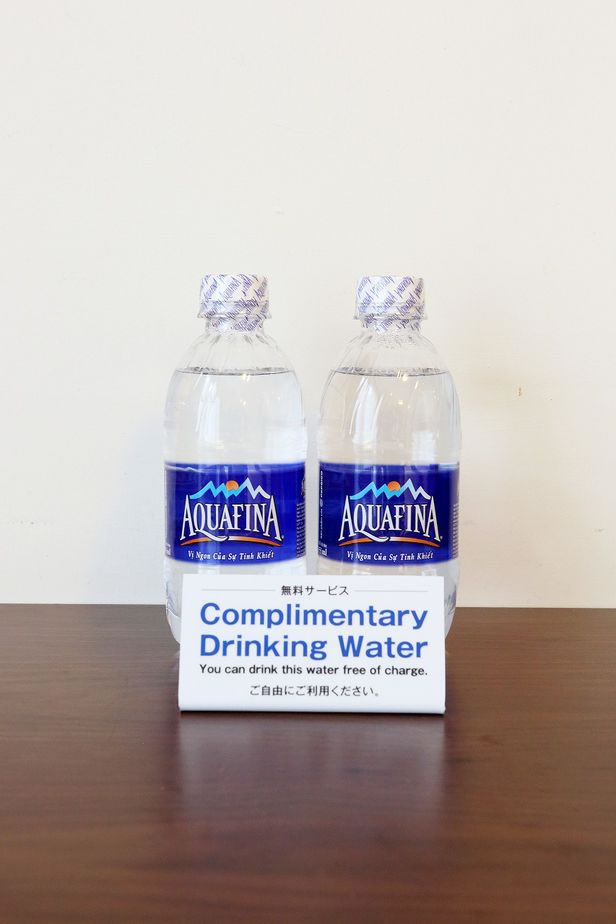 AQUAFINA
Vị Ngon Của Sự Tinh Khiết
AQUAFINA
Vị Ngon Của Sự Tinh Khiết
無料サービス
Complimentary
Drinking Water
You can drink this water free of charge.
ご自由にご利用ください。